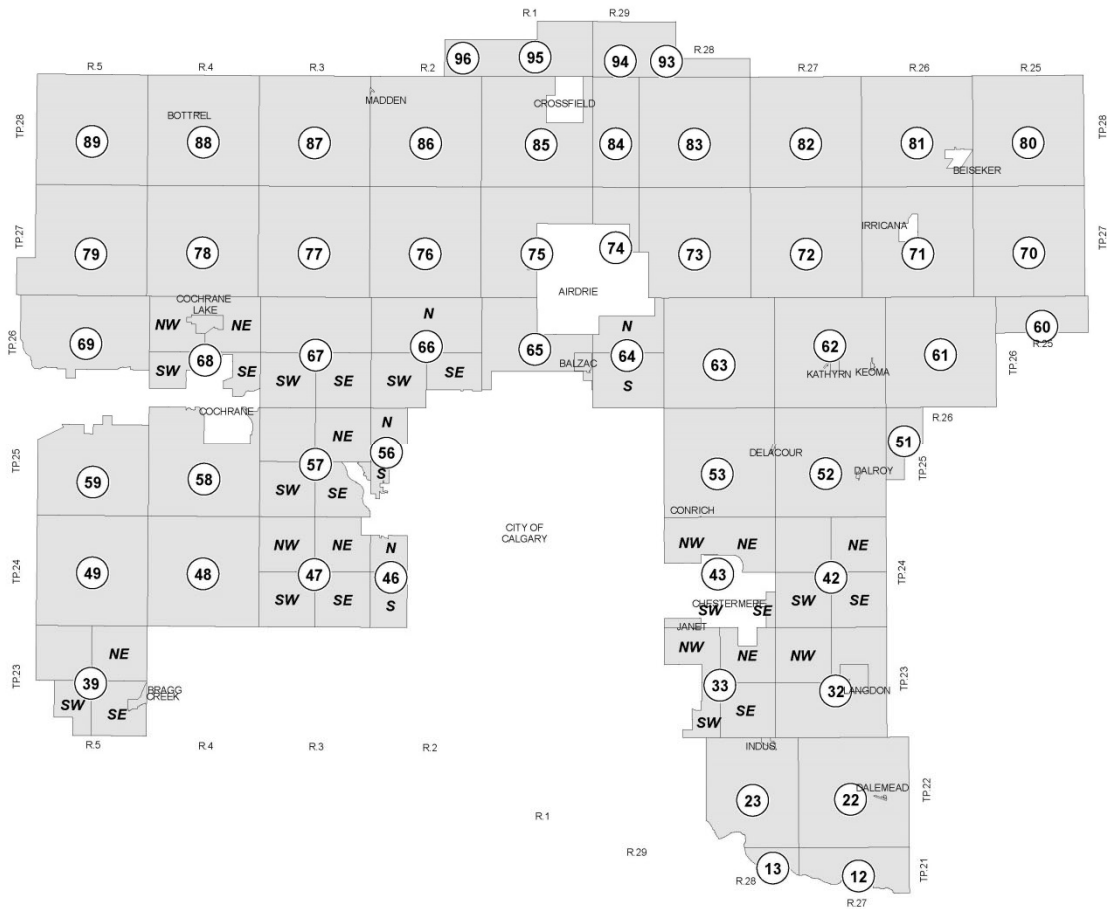 R.1
R.29
96
95
94
93
R.28
R.5
R.4
R.3
R.2
R.27
R.26
R.25
MADDEN
CROSSFIELD
BOTTREL
TP.28
89
88
87
86
85
84
83
82
81
80
TP.28
BEISEKER
IRRICANA
TP.27
79
78
77
76
75
74
73
72
71
70
TP.27
AIRDRIE
COCHRANE
LAKE
NW
NE
N
N
60
R.25
TP.26
69
68
67
66
65
BALZAC
64
63
62
61
TP.26
KATHYRN
KEOMA
SW
SE
SW
SE
SW
SE
S
COCHRANE
R.26
N
NE
56
51
TP.25
59
58
57
S
53
DELACOUR
52
DALROY
TP.25
SW
SE
CONRICH
CITY OF
CALGARY
NW
NE
N
NW
NE
NE
TP.24
49
48
47
46
43
42
TP.24
SW
SE
S
CHESTERMERE
SW
SE
SW
SE
JANET
TP.23
NE
NW
NE
NW
TP.23
39
33
32
LANGDON
BRAGG
CREEK
SW
SE
SW
SE
R.5
R.4
R.3
R.2
INDUS
23
22
DALEMEAD
TP.22
R.1
R.29
13
12
TP.21
R.28
R.27